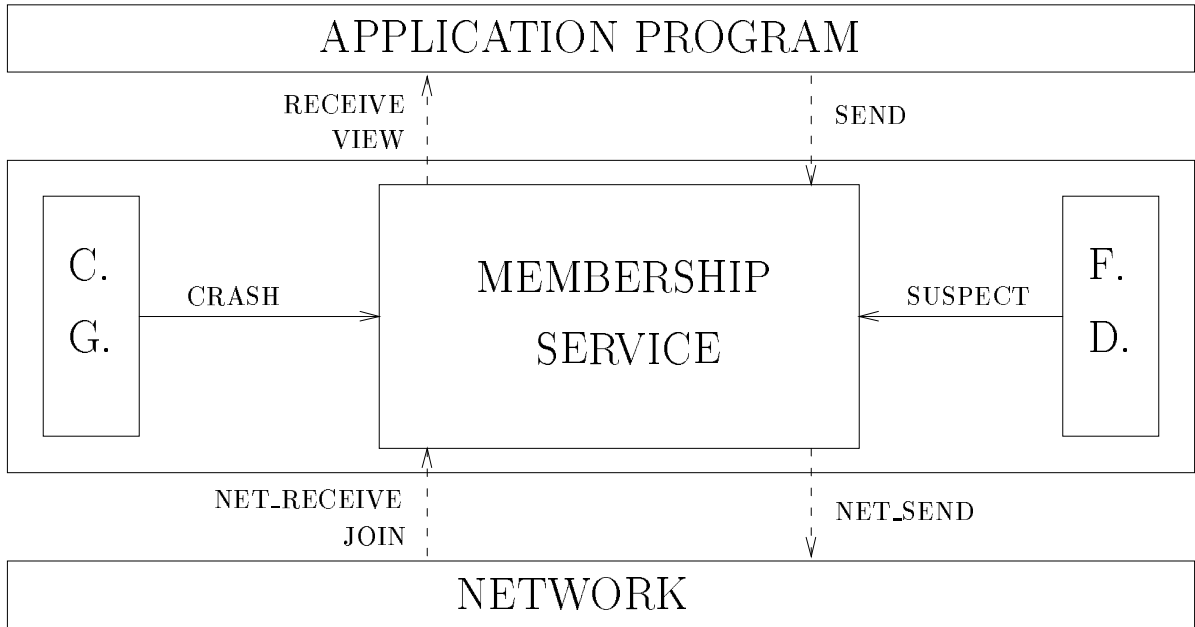 APPLICATION PROGRAM
RECEIVE
VIEW
SEND
C.
G.
CRASH
MEMBERSHIP
SERVICE
SUSPECT
F.
D.
NET_RECEIVE
JOIN
NET_SEND
NETWORK